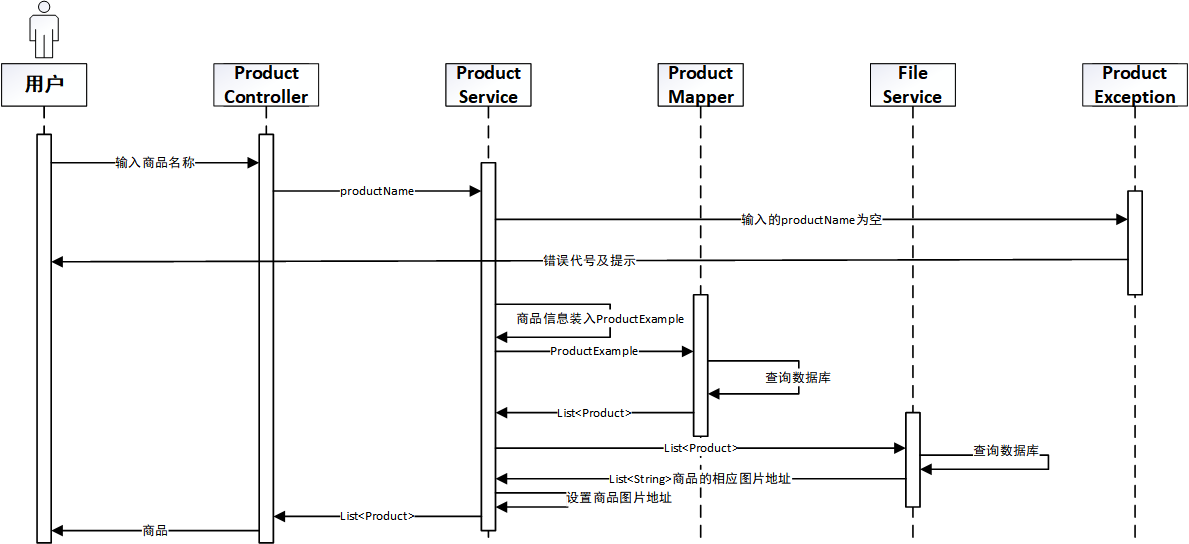 用户
Product
Controller
Product
Service
Product
Mapper
File
Service
Product
Exception
输入商品名称
productName
输入的productName为空
错误代号及提示
商品信息装入ProductExample
ProductExample
查询数据库
List<Product>
List<Product>
查询数据库
List<String>商品的相应图片地址
设置商品图片地址
List<Product>
商品